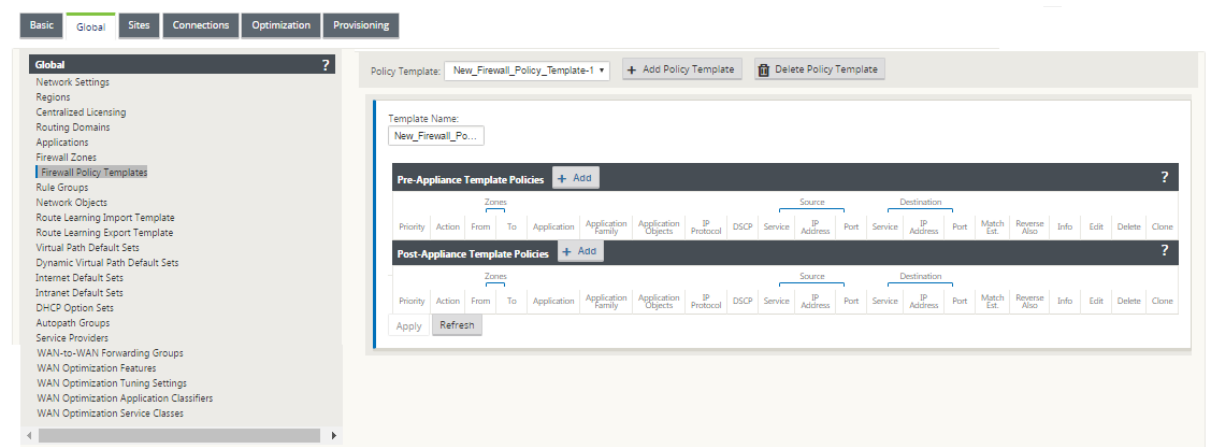 Basic Global Sites Connections Optimization Provisioning
Global ?
Network Settings
Regions
Centralized Licensing
Routing Domains
Applications
Firewall Zones
Firewall Policy Templates
Rule Groups
Network Objects
Route Learning Import Template
Route Learning Export Template
Virtual Path Default Sets
Dynamic Virtual Path Default Sets
Internet Default Sets
Intranet Default Sets
DHCP Option Sets
Autopath Groups
Service Providers
WAN-to-WAN Forwarding Groups
WAN Optimization Features
WAN Optimization Tuning Settings
WAN Optimization Application Classifiers
WAN Optimization Service Classes
Policy Template: New_Firewall_Policy_Template-1 + Add Policy Template Delete Policy Template
Template Name:
New_Firewall_Po...
Pre-Appliance Template Policies + Add ?
Zones Source Destination
Priority Action From To Application Application Family Application Objects IP Protocol DSCP Service IP Address Port Service IP Address Port Match Est. Reverse Also Info Edit Delete Clone
Post-Appliance Template Policies + Add ?
Zones Source Destination
Priority Action From To Application Application Family Application Objects IP Protocol DSCP Service IP Address Port Service IP Address Port Match Est. Reverse Also Info Edit Delete Clone
Apply Refresh